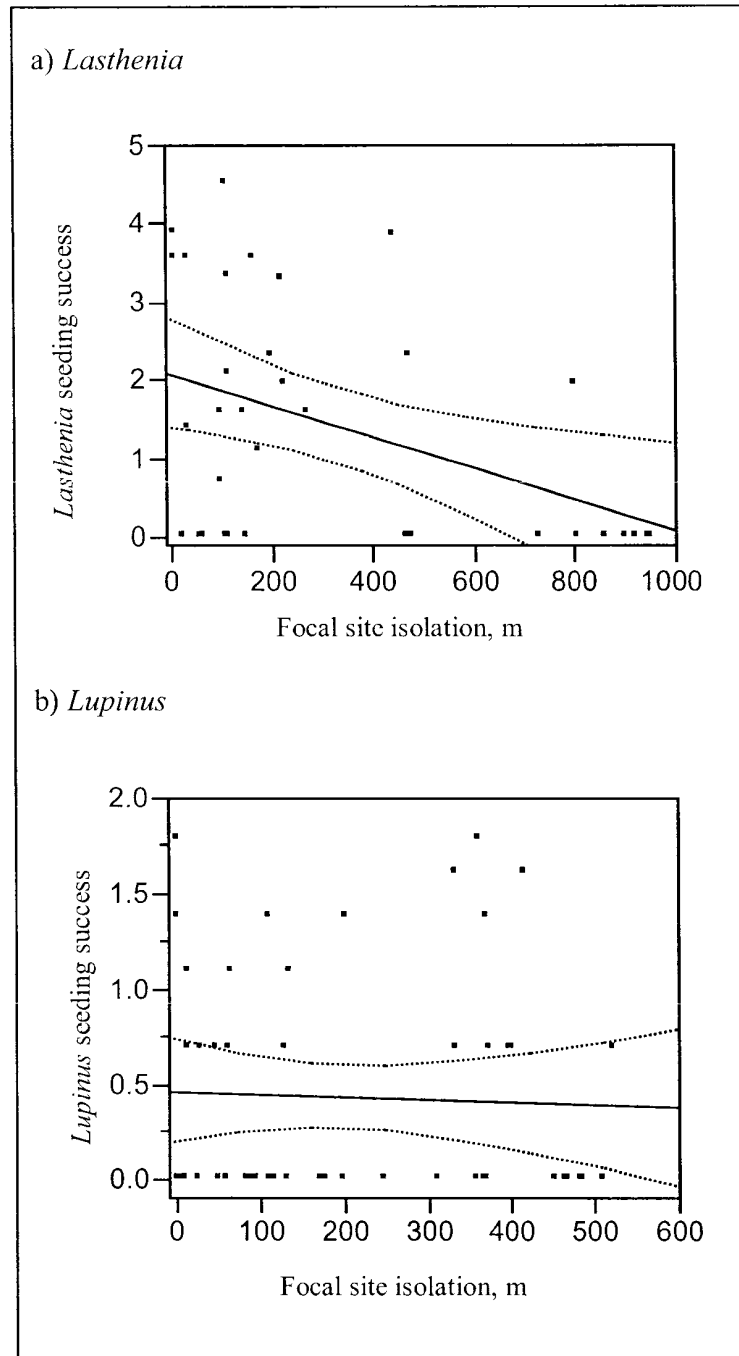 a) Lasthenia
5
4
3
2
1
0
Lasthenia seeding success
0 200 400 600 800 1000
Focal site isolation, m
b) Lupinus
2.0
1.5
1.0
0.5
0.0
Lupinus seeding success
0 100 200 300 400 500 600
Focal site isolation, m